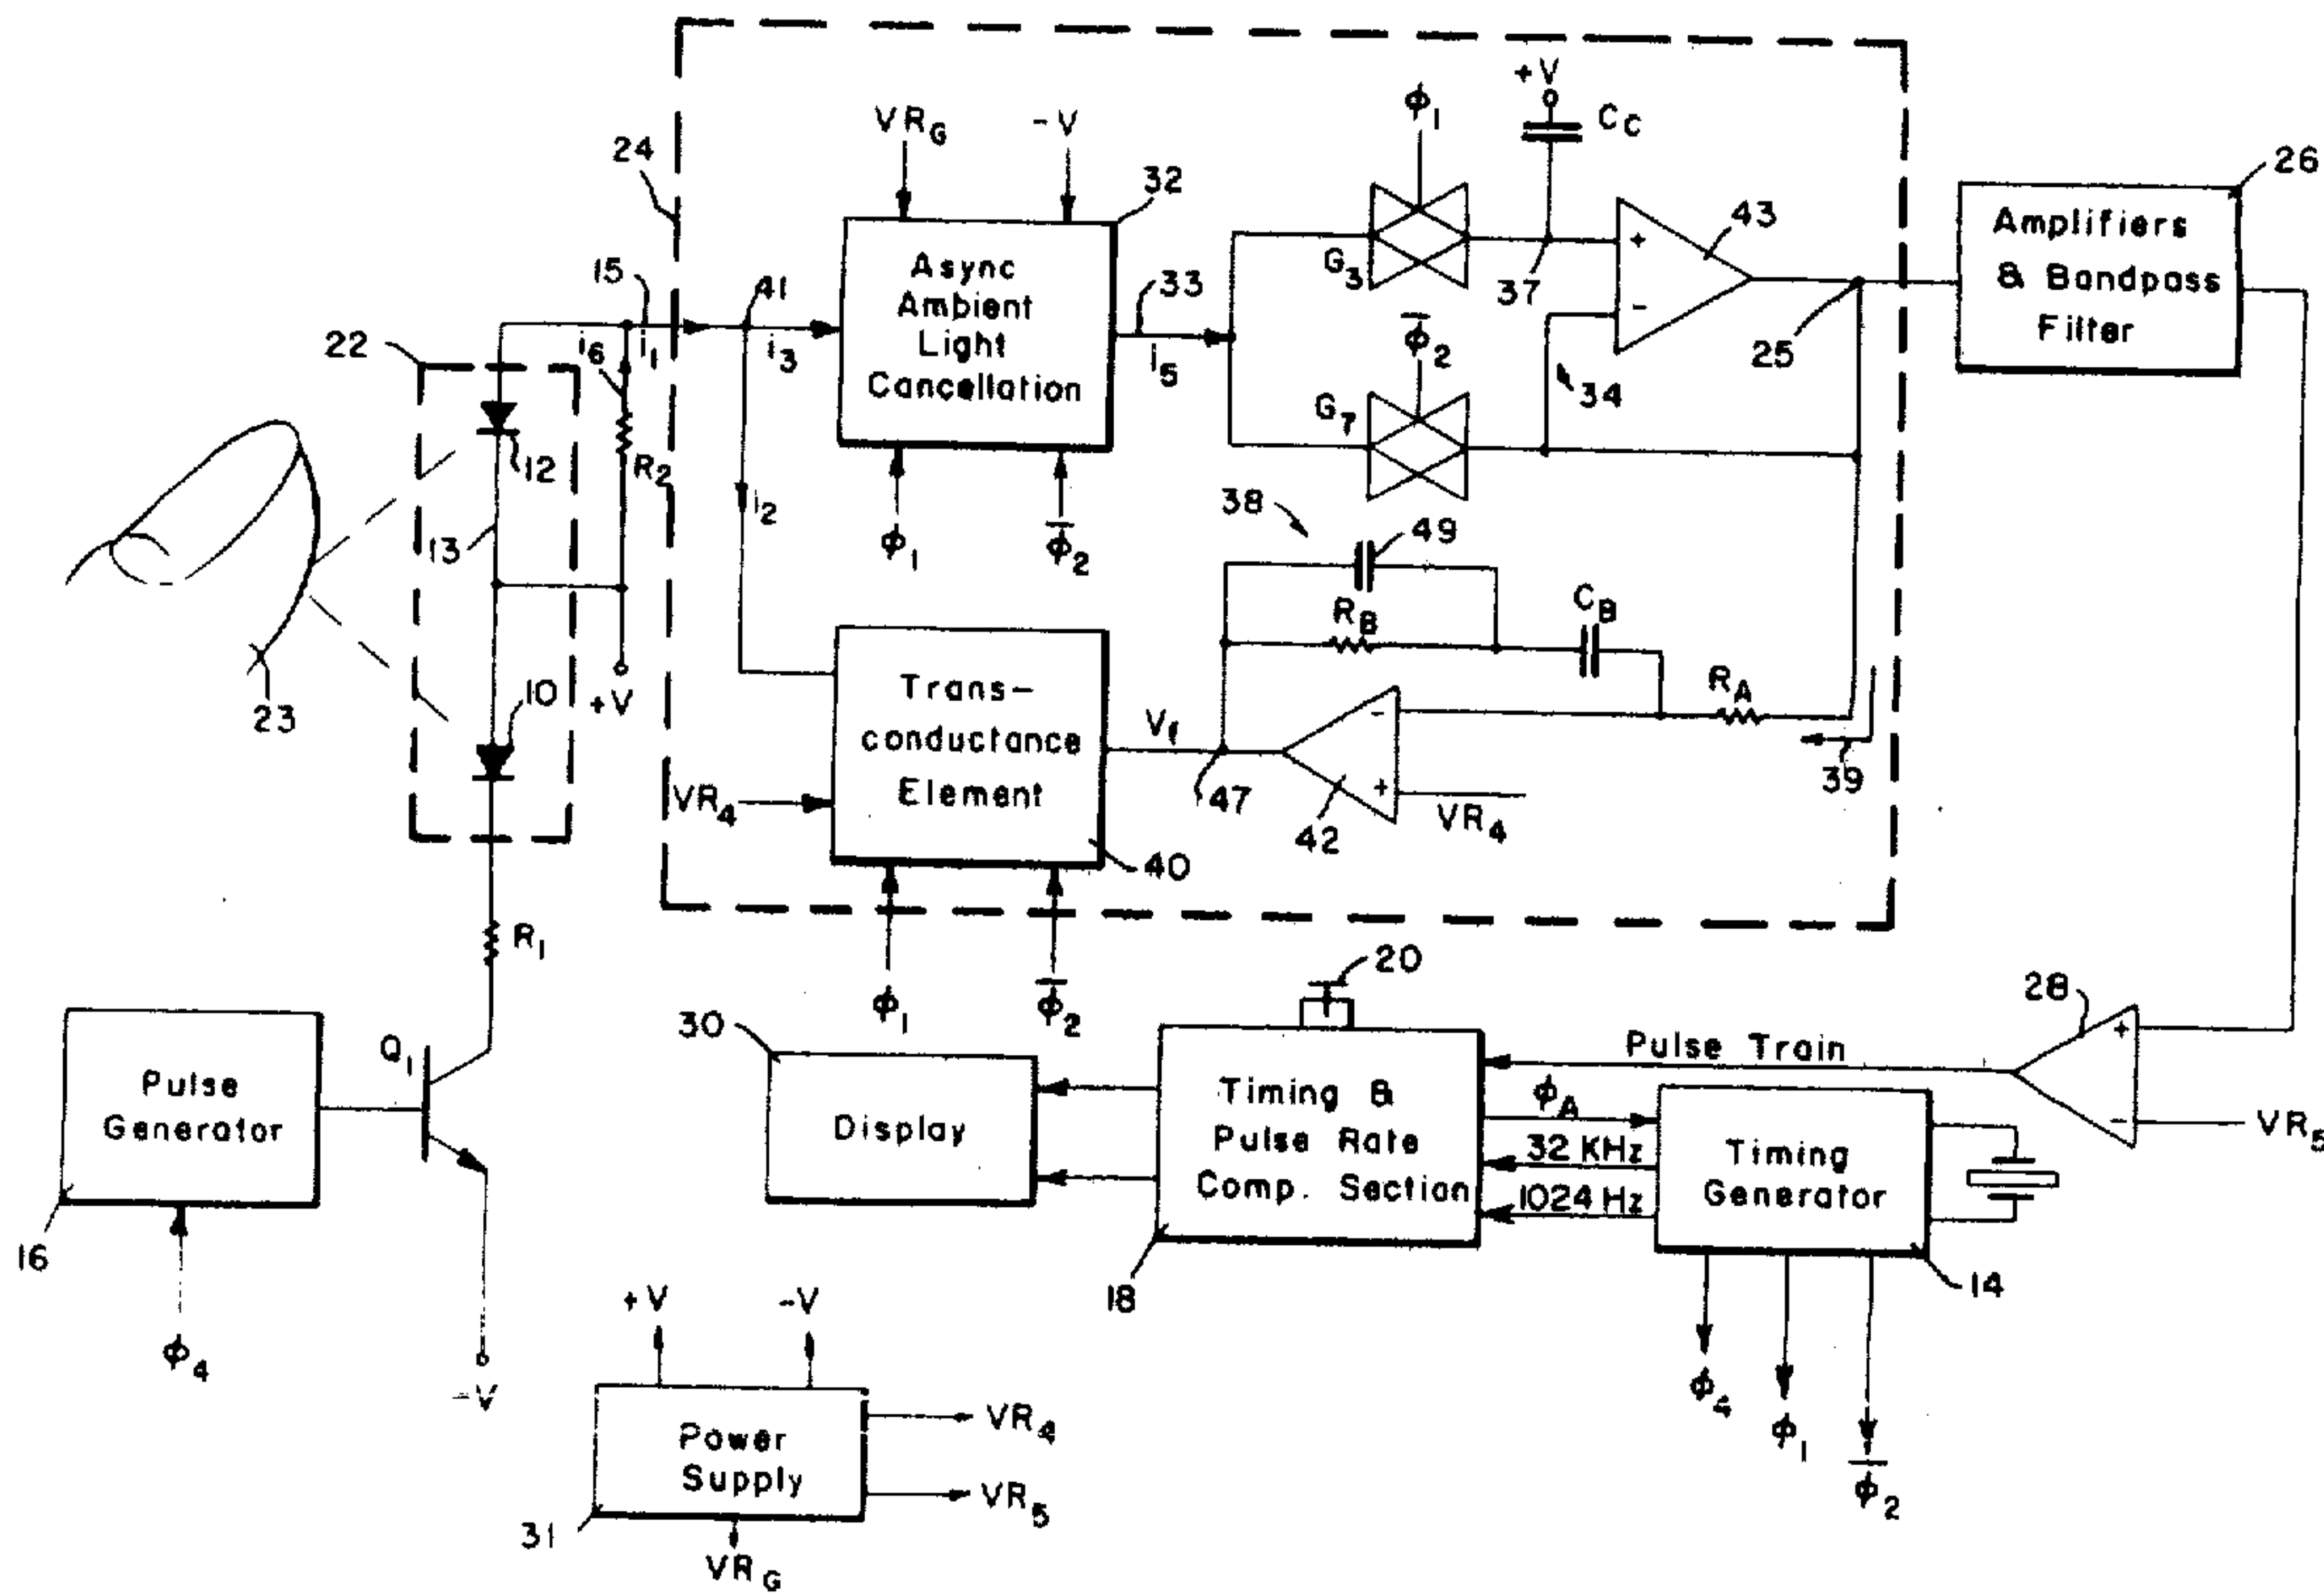 +V
φ1
CC
VRG
-V
24
32
26
Amplifiers
& Bandpass
Filter
43
+
-
G3
37
25
15
41
33
Async
Ambient
Light
Cancellation
i6
i1
i3
i5
22
φ̅2
34
G7
12
R2
i2
φ1
φ̅2
38
49
13
RB
CB
RA
23
10
+V
Trans-
conductance
Element
Vf
-
+
47
42
VR4
39
VR4
40
R1
φ1
φ̅2
20
28
+
-
30
Pulse Train
Q1
Pulse
Generator
Display
Timing &
Pulse Rate
Comp. Section
φA
32 KHz
1024 Hz
Timing
Generator
VR5
16
18
14
φ4
-V
+V
-V
φ4
φ1
φ̅2
Power
Supply
VR4
VR5
31
VRG